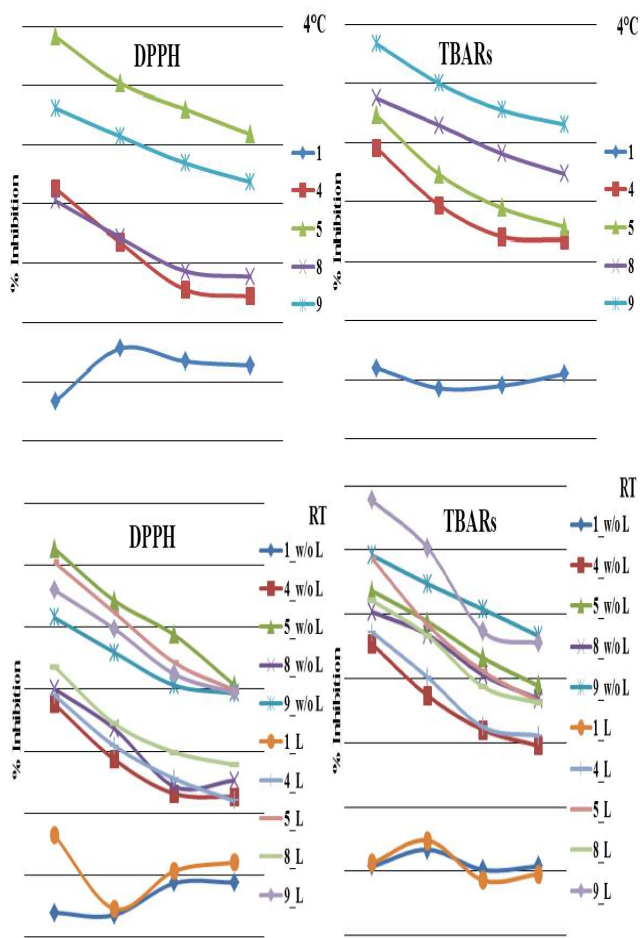 4ºC
DPPH
% Inhibition
1
4
5
8
9
4ºC
TBARs
% Inhibition
1
4
5
8
9
RT
DPPH
% Inhibition
1_w/o L
4_w/o L
5_w/o L
8_w/o L
9_w/o L
1_L
4_L
5_L
8_L
9_L
RT
TBARs
% Inhibition
1_w/o L
4_w/o L
5_w/o L
8_w/o L
9_w/o L
1_L
4_L
5_L
8_L
9_L